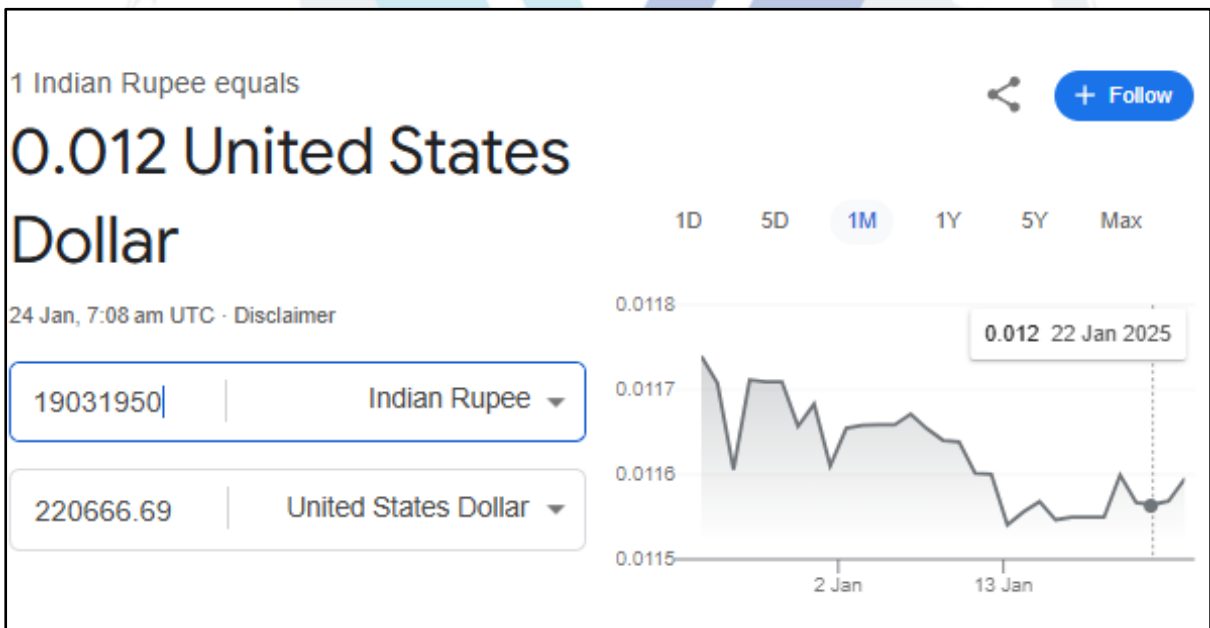 1 Indian Rupee equals
0.012 United States
Dollar
24 Jan, 7:08 am UTC · Disclaimer
19031950 Indian Rupee
220666.69 United States Dollar
+ Follow
1D 5D 1M 1Y 5Y Max
0.0118
0.012 22 Jan 2025
0.0117
0.0116
0.0115
2 Jan 13 Jan